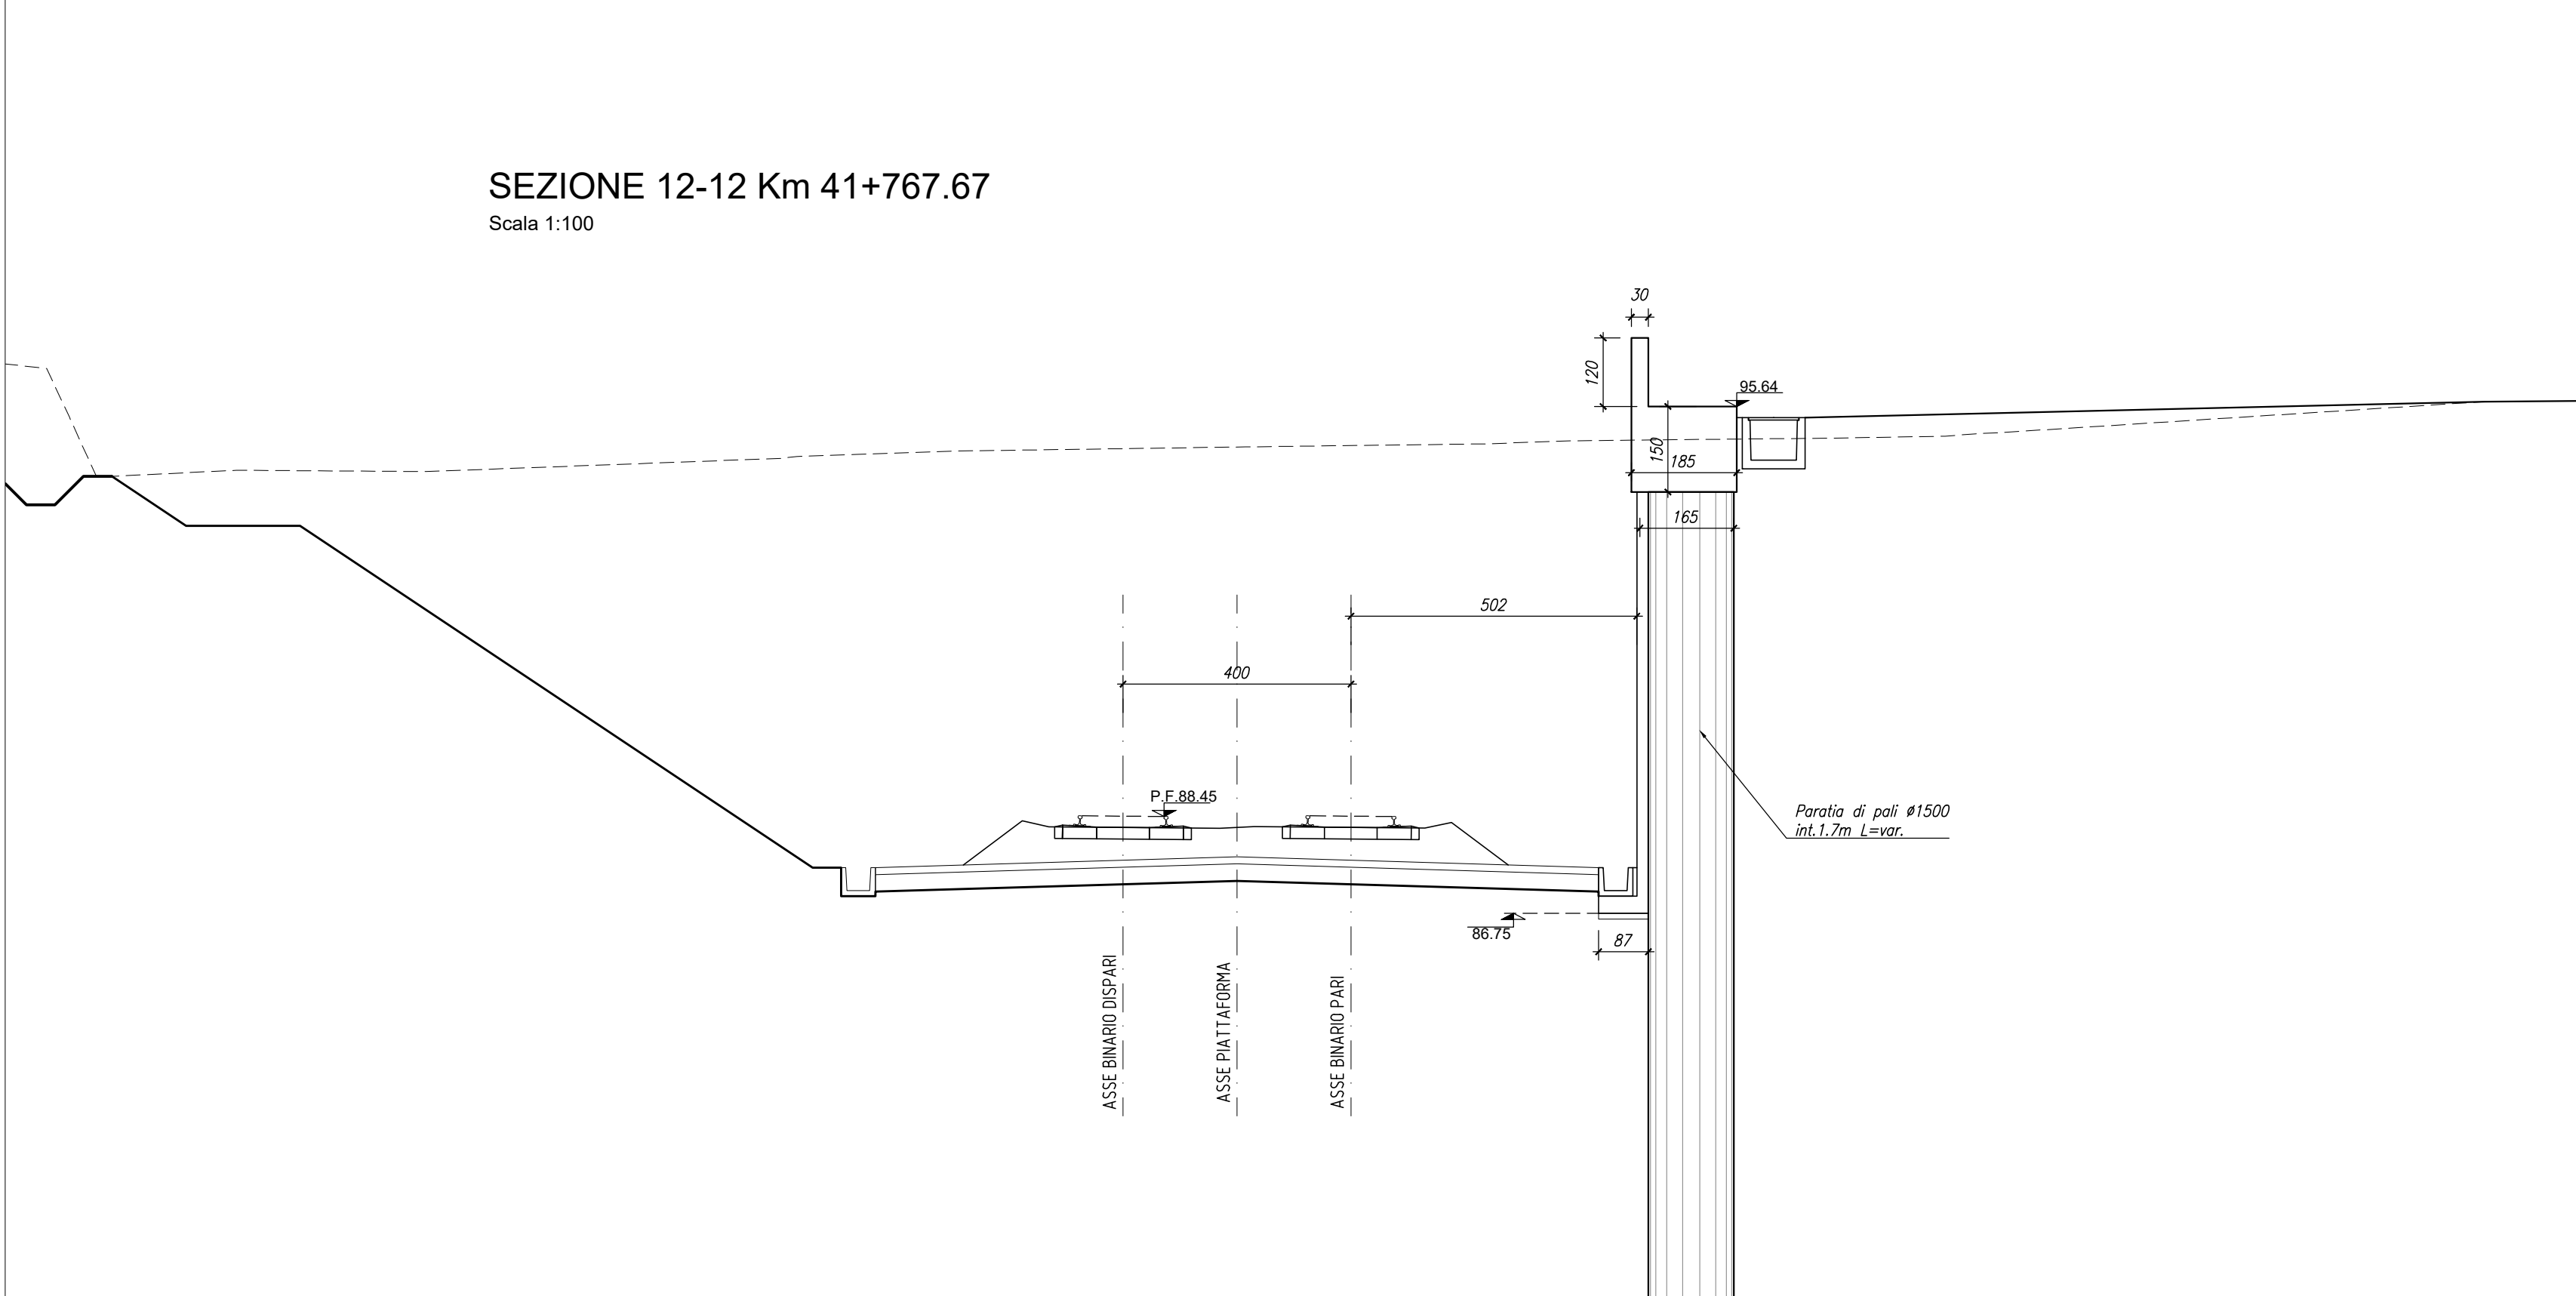 SEZIONE 12-12 Km 41+767.67
Scala 1:100
30
120
95.64
150
185
165
502
400
P.F.88.45
Paratia di pali ø1500
int.1.7m L=var.
86.75
87
ASSE BINARIO DISPARI
ASSE PIATTAFORMA
ASSE BINARIO PARI